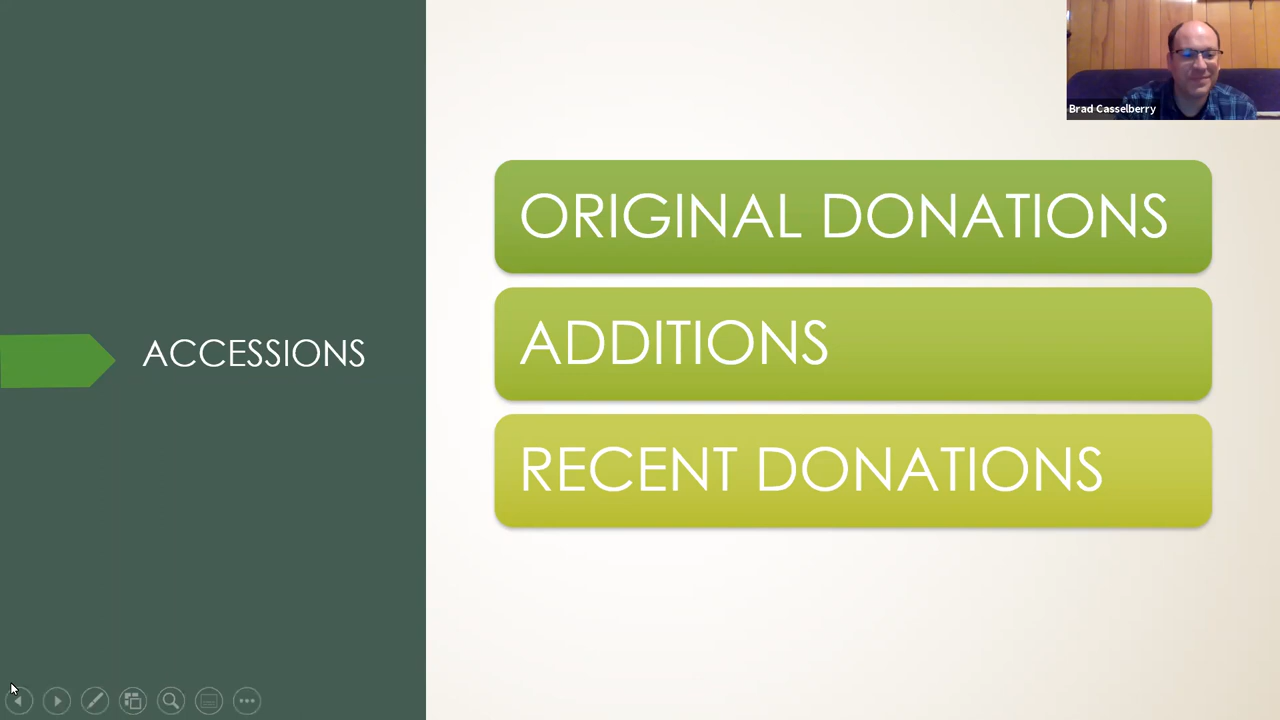 Brad Casselberry
ACCESSIONS
ORIGINAL DONATIONS
ADDITIONS
RECENT DONATIONS